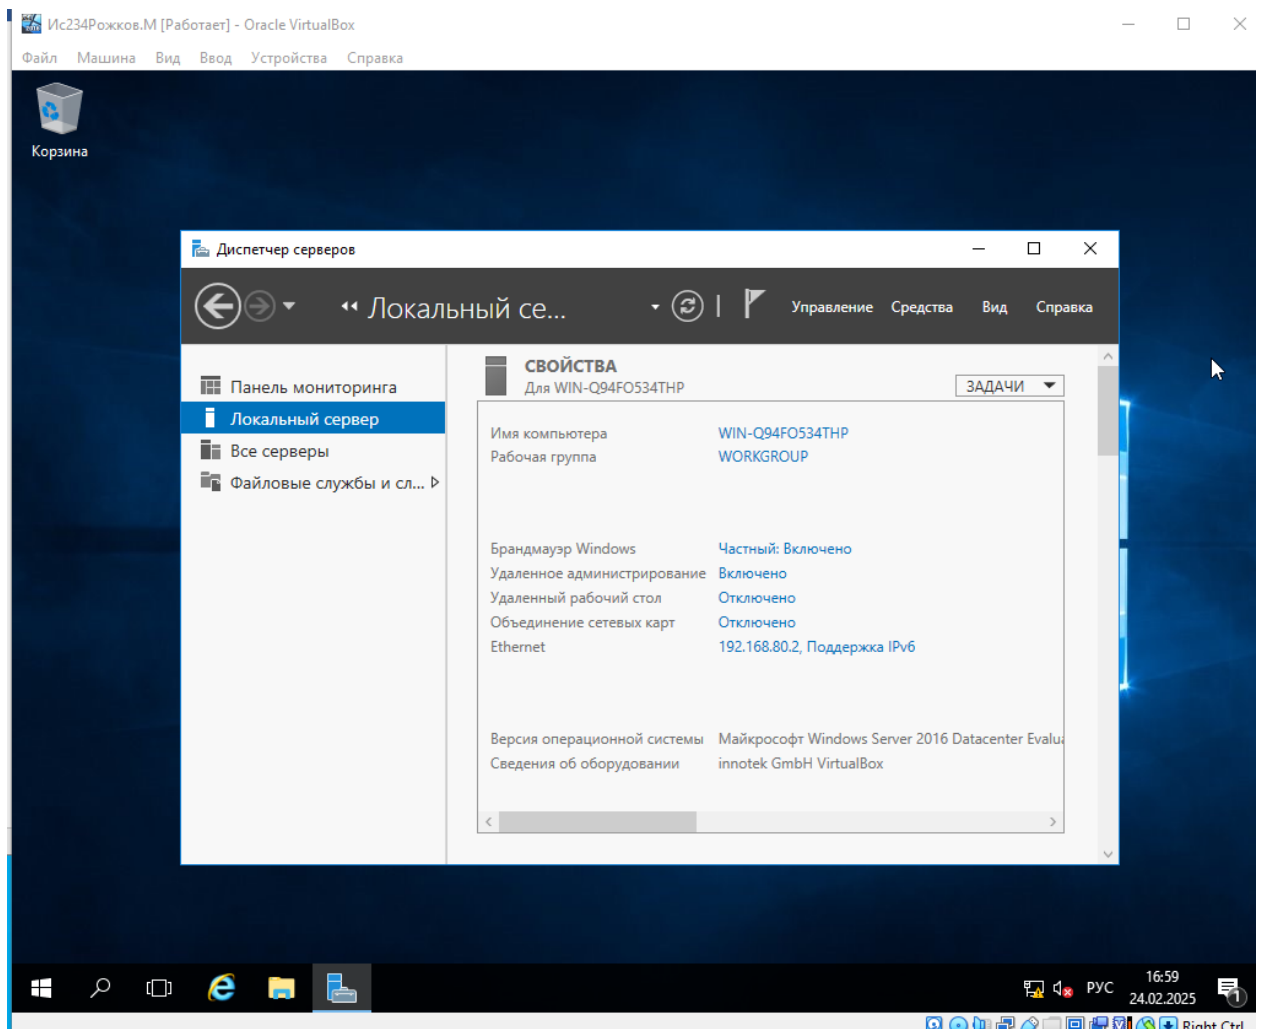 Ис234Рожков.М [Работает] - Oracle VirtualBox
Файл Машина Вид Ввод Устройства Справка
Корзина
Диспетчер серверов
Локальный се...
Управление Средства Вид Справка
Панель мониторинга
Локальный сервер
Все серверы
Файловые службы и сл...
СВОЙСТВА
Для WIN-Q94FO534THP
ЗАДАЧИ
Имя компьютера WIN-Q94FO534THP
Рабочая группа WORKGROUP
Брандмауэр Windows Частный: Включено
Удаленное администрирование Включено
Удаленный рабочий стол Отключено
Объединение сетевых карт Отключено
Ethernet 192.168.80.2, Поддержка IPv6
Версия операционной системы Майкрософт Windows Server 2016 Datacenter Evalua
Сведения об оборудовании innotek GmbH VirtualBox
РУС
16:59
24.02.2025
1
Right Ctrl